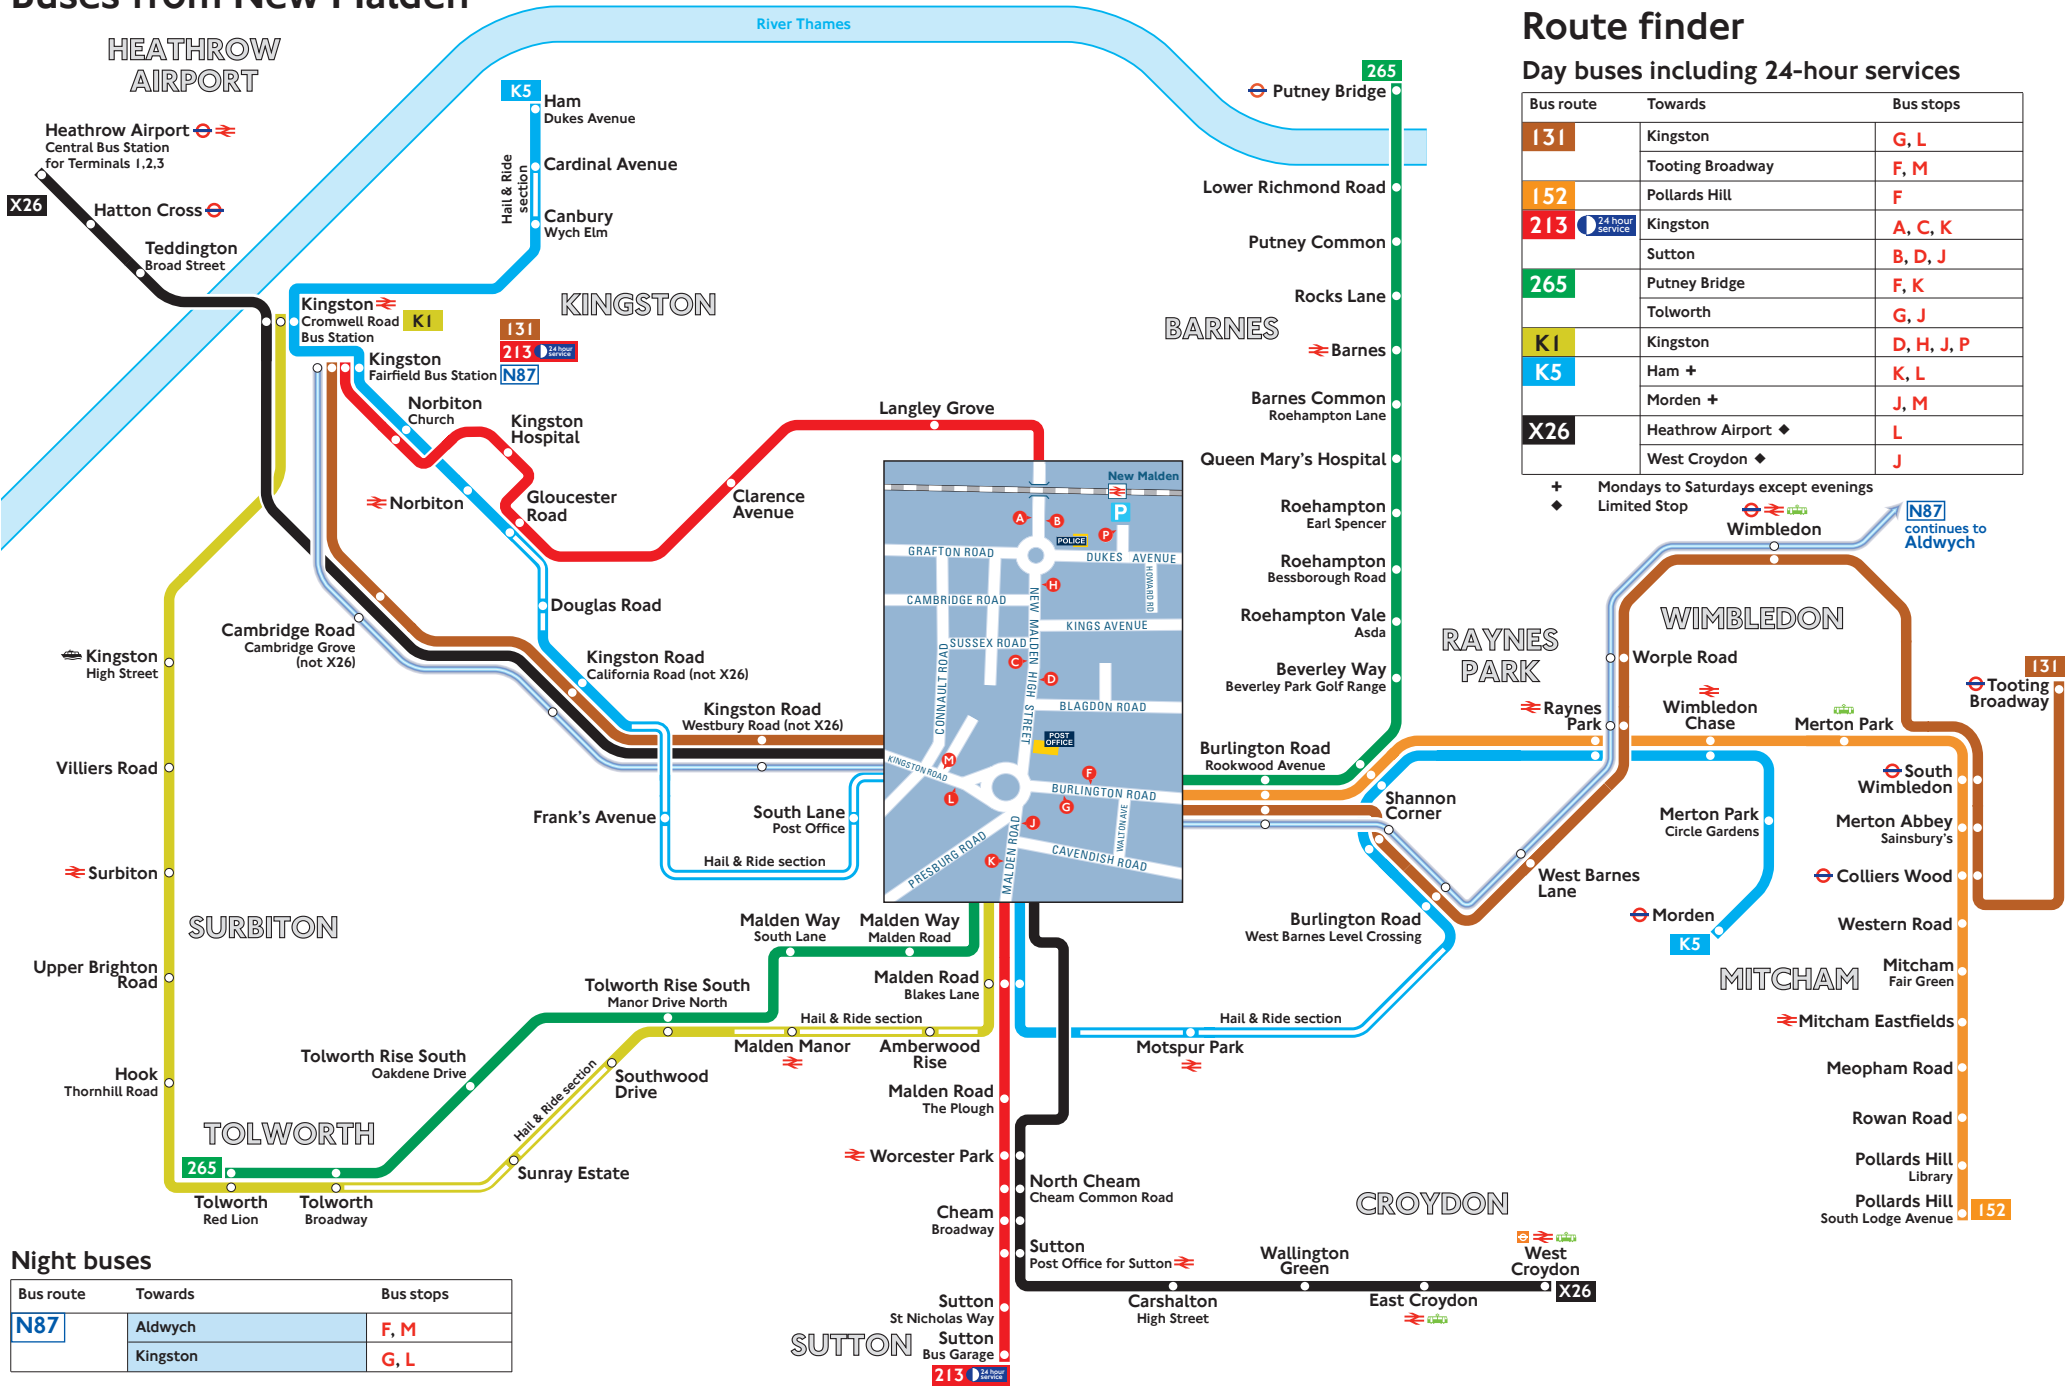 Buses from New Malden
River Thames
HEATHROW
AIRPORT
Heathrow Airport
Central Bus Station
for Terminals 1,2,3
X26
Hatton Cross
Teddington
Broad Street
K5
Ham
Dukes Avenue
Cardinal Avenue
Hail & Ride
section
Canbury
Wych Elm
KINGSTON
Kingston
Cromwell Road
Bus Station
K1
131
213 24 hour
service
N87
Kingston
Fairfield Bus Station
Norbiton
Church
Kingston
Hospital
Norbiton
Gloucester
Road
Langley Grove
Clarence
Avenue
Douglas Road
Cambridge Road
Cambridge Grove
(not X26)
Kingston Road
California Road (not X26)
Kingston Road
Westbury Road (not X26)
Kingston
High Street
Villiers Road
Frank's Avenue
South Lane
Post Office
Hail & Ride section
Surbiton
SURBITON
Upper Brighton
Road
Hook
Thornhill Road
TOLWORTH
265
Tolworth
Red Lion
Tolworth
Broadway
Tolworth Rise South
Oakdene Drive
Tolworth Rise South
Manor Drive North
Malden Way
South Lane
Malden Way
Malden Road
Malden Road
Blakes Lane
Hail & Ride section
Malden Manor
Amberwood
Rise
Southwood
Drive
Hail & Ride section
Sunray Estate
Malden Road
The Plough
Worcester Park
North Cheam
Cheam Common Road
Cheam
Broadway
Sutton
Post Office for Sutton
Sutton
St Nicholas Way
Sutton
Bus Garage
SUTTON
213 24 hour
service
Carshalton
High Street
Wallington
Green
East Croydon
West
Croydon
X26
CROYDON
Motspur Park
Hail & Ride section
New Malden
P
A
B
P
POLICE
GRAFTON ROAD
DUKES AVENUE
HOWARD RD
H
CAMBRIDGE ROAD
NEW MALDEN HIGH STREET
KINGS AVENUE
SUSSEX ROAD
CONNAULT ROAD
C
D
BLAGDON ROAD
POST
OFFICE
KINGSTON ROAD
M
F
L
BURLINGTON ROAD
G
WALTON AVE
J
PRESBURG ROAD
K
MALDEN ROAD
CAVENDISH ROAD
265
Putney Bridge
Lower Richmond Road
Putney Common
Rocks Lane
BARNES
Barnes
Barnes Common
Roehampton Lane
Queen Mary's Hospital
Roehampton
Earl Spencer
Roehampton
Bessborough Road
Roehampton Vale
Asda
Beverley Way
Beverley Park Golf Range
Burlington Road
Rookwood Avenue
Shannon
Corner
Burlington Road
West Barnes Level Crossing
West Barnes
Lane
RAYNES
PARK
Raynes
Park
Worple Road
WIMBLEDON
Wimbledon
N87
continues to
Aldwych
Wimbledon
Chase
Merton Park
Merton Park
Circle Gardens
Morden
K5
131
Tooting
Broadway
South
Wimbledon
Merton Abbey
Sainsbury's
Colliers Wood
Western Road
MITCHAM
Mitcham
Fair Green
Mitcham Eastfields
Meopham Road
Rowan Road
Pollards Hill
Library
Pollards Hill
South Lodge Avenue
152
Route finder
Day buses including 24-hour services
Bus route Towards Bus stops
131 Kingston G, L
Tooting Broadway F, M
152 Pollards Hill F
213 24 hour service Kingston A, C, K
Sutton B, D, J
265 Putney Bridge F, K
Tolworth G, J
K1 Kingston D, H, J, P
K5 Ham + K, L
Morden + J, M
X26 Heathrow Airport ◆ L
West Croydon ◆ J
+ Mondays to Saturdays except evenings
◆ Limited Stop
Night buses
Bus route Towards Bus stops
N87 Aldwych F, M
Kingston G, L